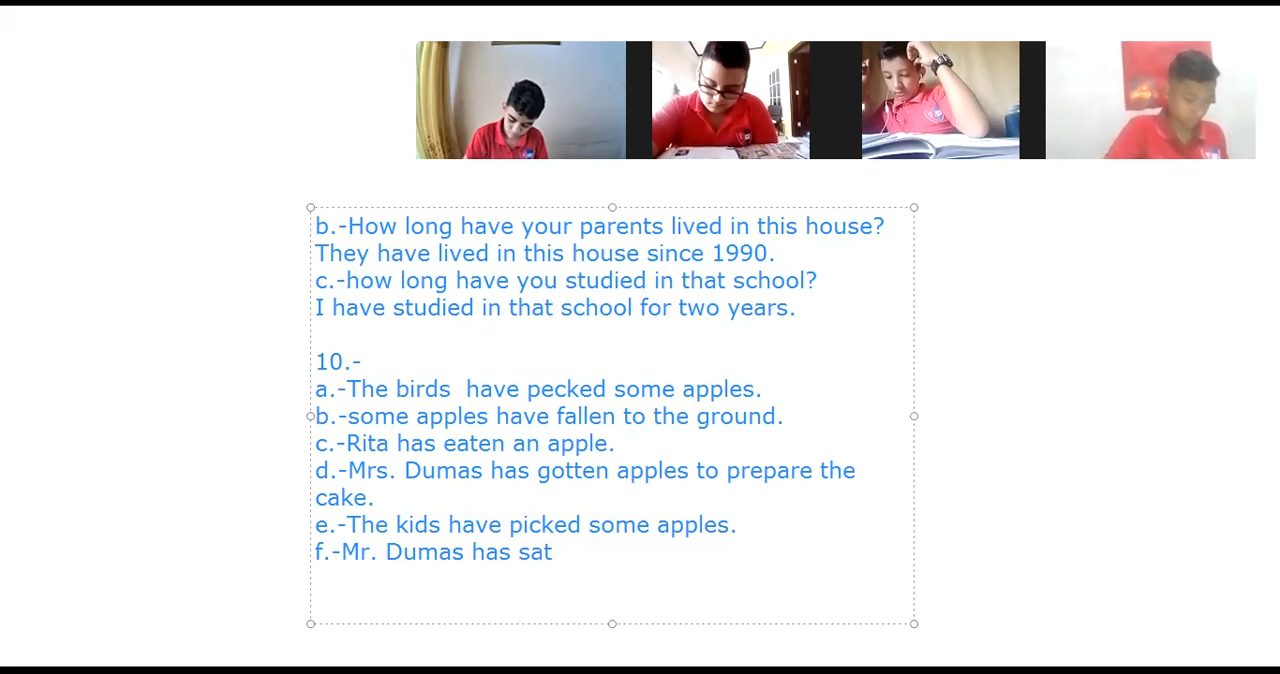 b.-How long have your parents lived in this house?
They have lived in this house since 1990.
c.-how long have you studied in that school?
I have studied in that school for two years.
10.-
a.-The birds  have pecked some apples.
b.-some apples have fallen to the ground.
c.-Rita has eaten an apple.
d.-Mrs. Dumas has gotten apples to prepare the
cake.
e.-The kids have picked some apples.
f.-Mr. Dumas has sat